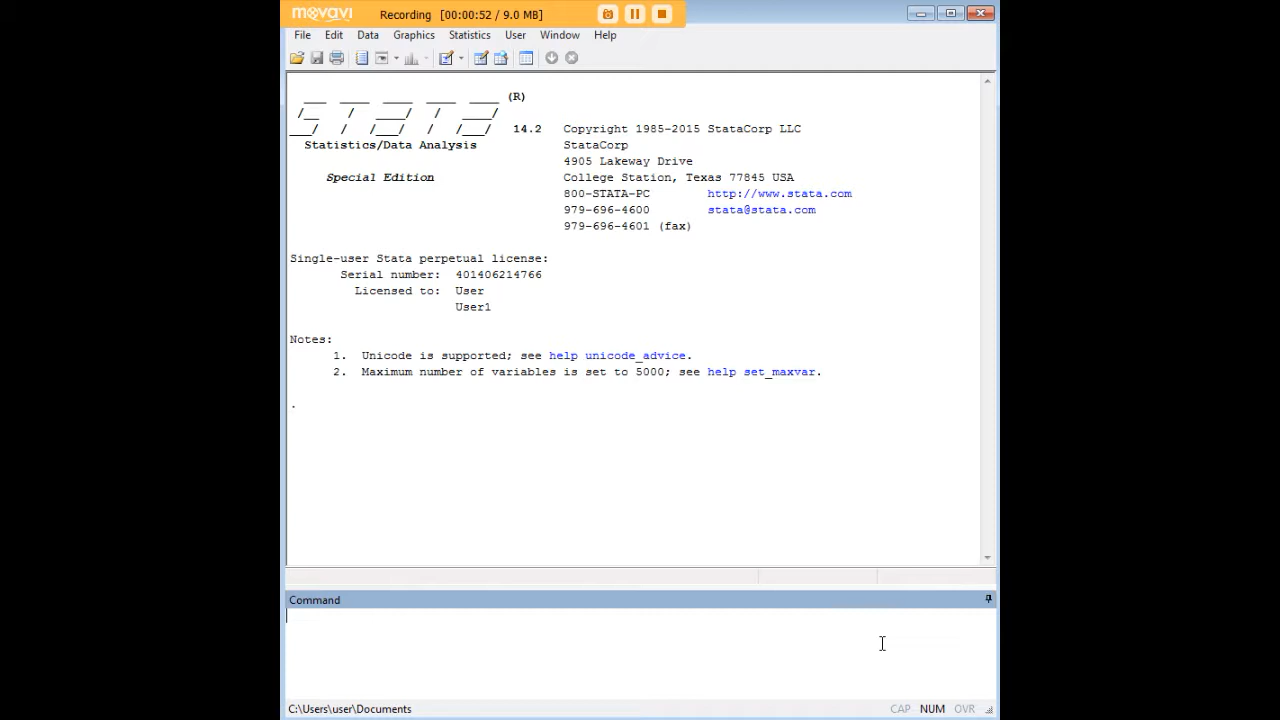 movavi Recording [00:00:52 / 9.0 MB]
File Edit Data Graphics Statistics User Window Help
(R)
STATA
14.2 Copyright 1985-2015 StataCorp LLC
Statistics/Data Analysis StataCorp
4905 Lakeway Drive
Special Edition College Station, Texas 77845 USA
800-STATA-PC http://www.stata.com
979-696-4600 stata@stata.com
979-696-4601 (fax)
Single-user Stata perpetual license:
Serial number: 401406214766
Licensed to: User
User1
Notes:
1. Unicode is supported; see help unicode_advice.
2. Maximum number of variables is set to 5000; see help set_maxvar.
.
Command
C:\Users\user\Documents CAP NUM OVR